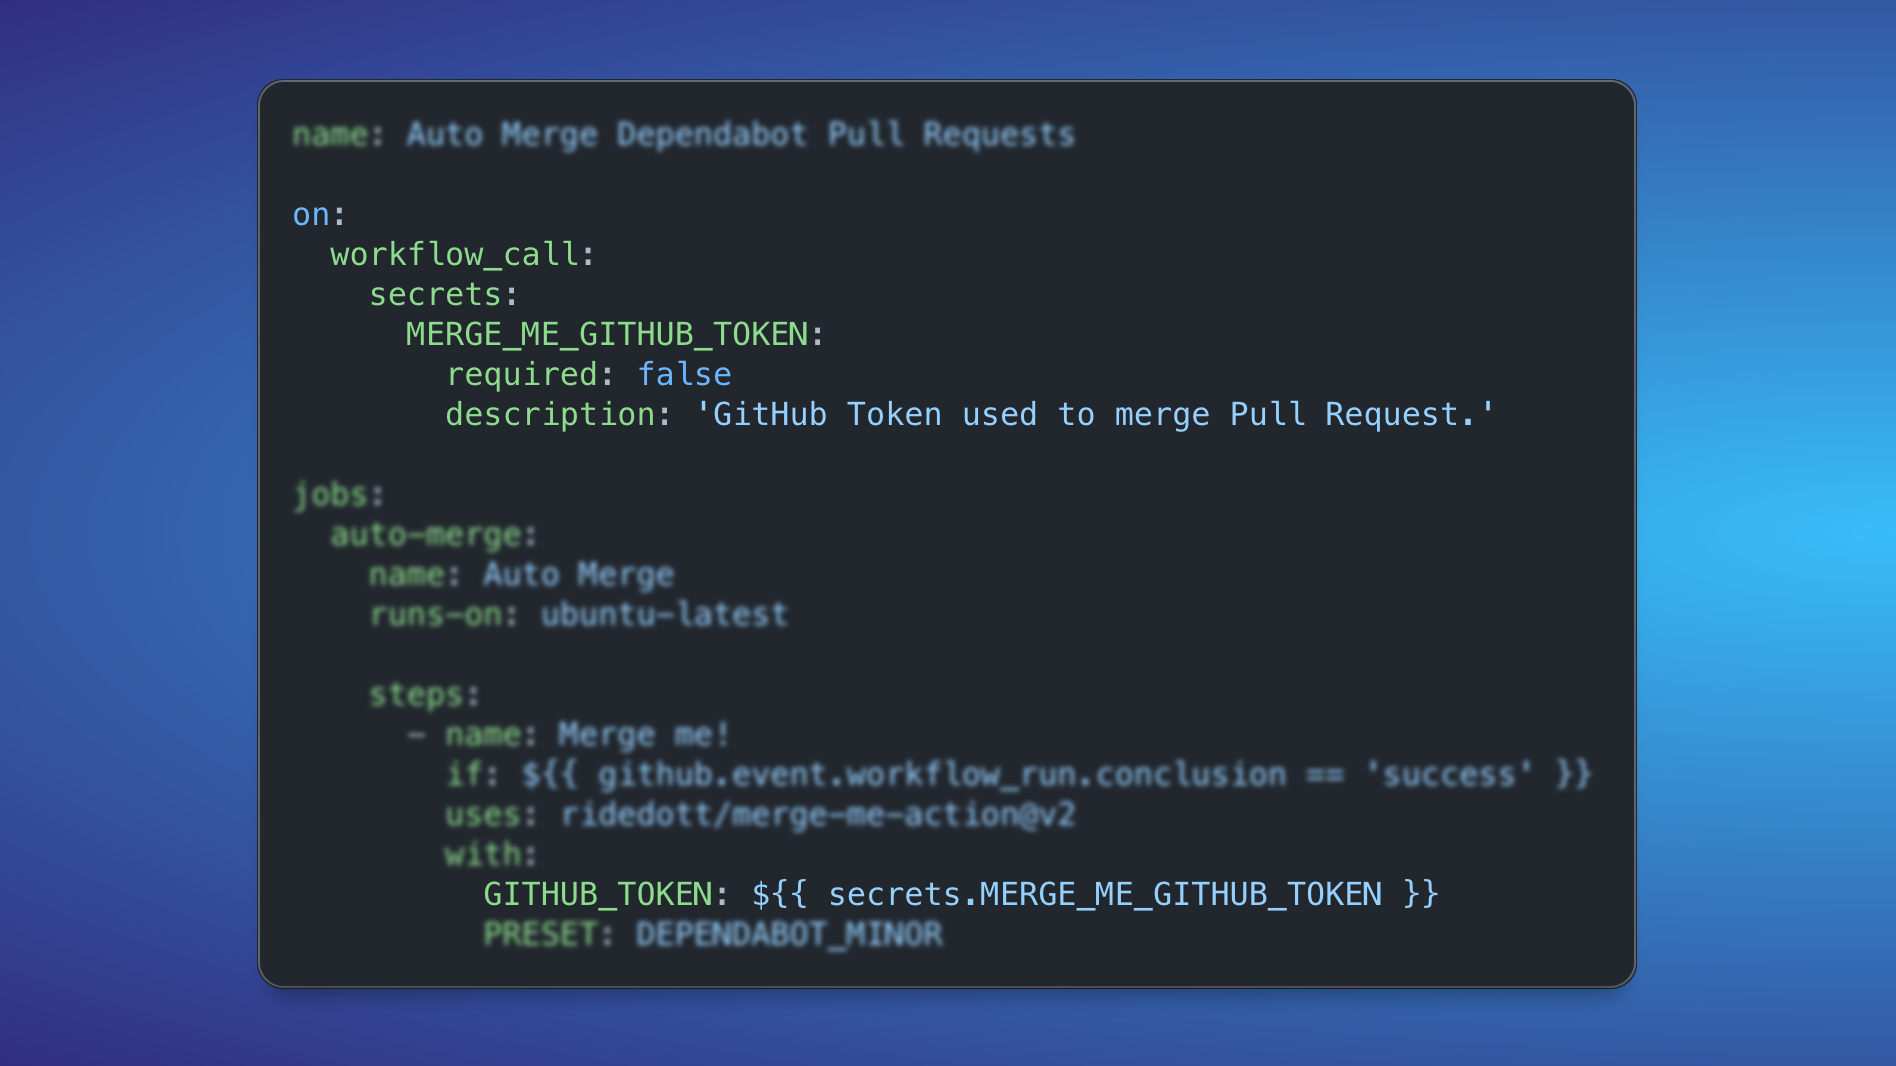 name: Auto Merge Dependabot Pull Requests
on:
workflow_call:
secrets:
MERGE_ME_GITHUB_TOKEN:
required: false
description: 'GitHub Token used to merge Pull Request.'
jobs:
auto-merge:
name: Auto Merge
runs-on: ubuntu-latest
steps:
- name: Merge me!
if: ${{ github.event.workflow_run.conclusion == 'success' }}
uses: ridedott/merge-me-action@v2
with:
GITHUB_TOKEN: ${{ secrets.MERGE_ME_GITHUB_TOKEN }}
PRESET: DEPENDABOT_MINOR